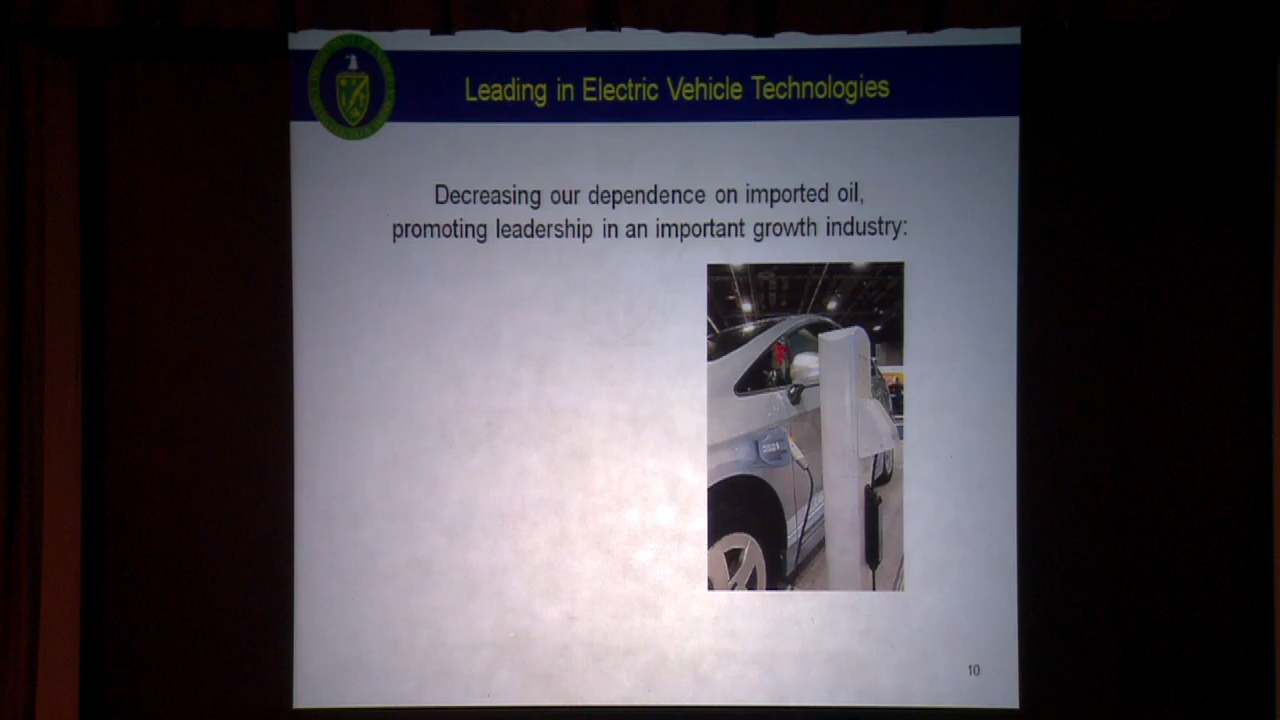 Leading in Electric Vehicle Technologies
Decreasing our dependence on imported oil,
promoting leadership in an important growth industry:
10